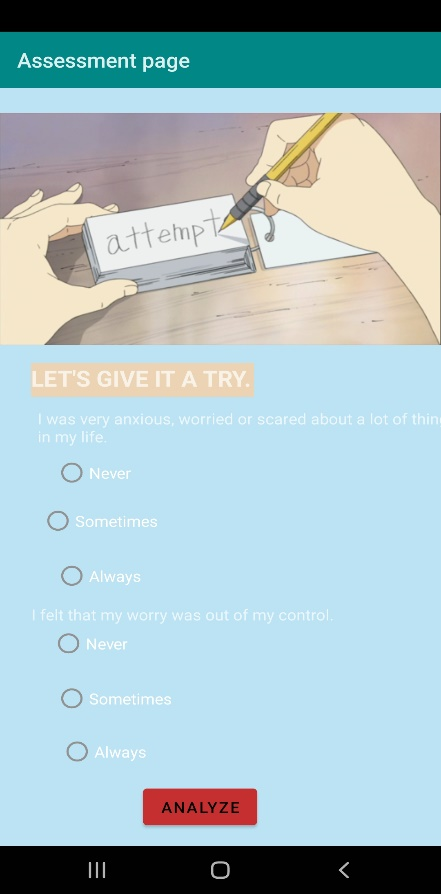 Assessment page
attempt
LET'S GIVE IT A TRY.
I was very anxious, worried or scared about a lot of thin
in my life.
Never
Sometimes
Always
I felt that my worry was out of my control.
Never
Sometimes
Always
ANALYZE